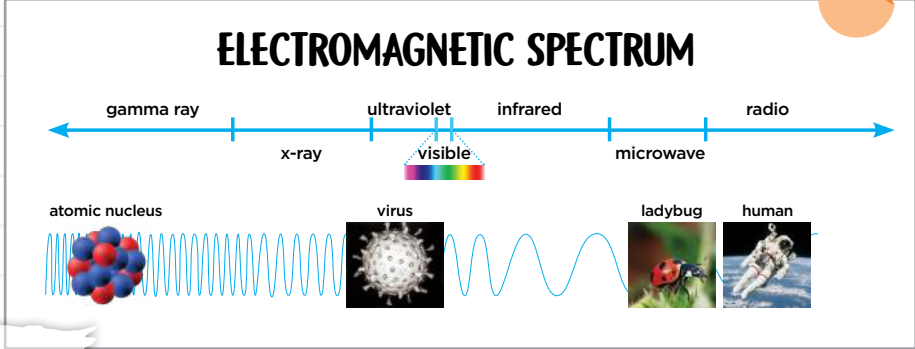 ELECTROMAGNETIC SPECTRUM
gamma ray
ultraviolet
infrared
radio
x-ray
visible
microwave
atomic nucleus
virus
ladybug
human